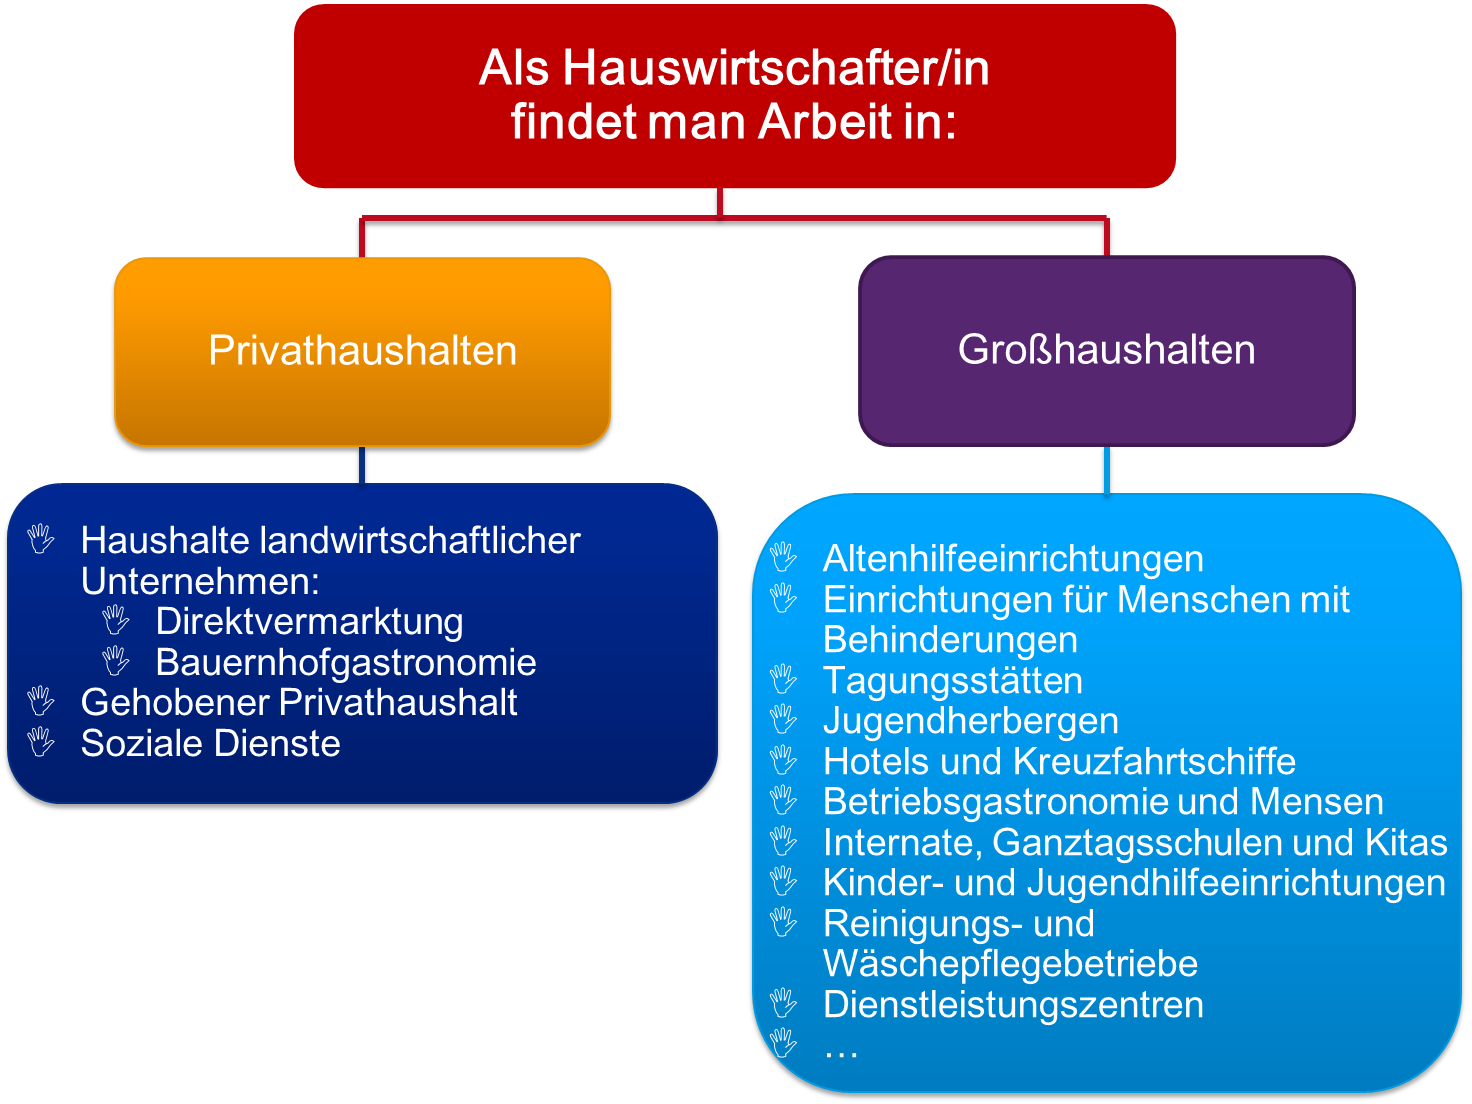 Als Hauswirtschafter/in
findet man Arbeit in:
Privathaushalten
Großhaushalten
Haushalte landwirtschaftlicher
Unternehmen:
Direktvermarktung
Bauernhofgastronomie
Gehobener Privathaushalt
Soziale Dienste
Altenhilfeeinrichtungen
Einrichtungen für Menschen mit
Behinderungen
Tagungsstätten
Jugendherbergen
Hotels und Kreuzfahrtschiffe
Betriebsgastronomie und Mensen
Internate, Ganztagsschulen und Kitas
Kinder- und Jugendhilfeeinrichtungen
Reinigungs- und
Wäschepflegebetriebe
Dienstleistungszentren
…